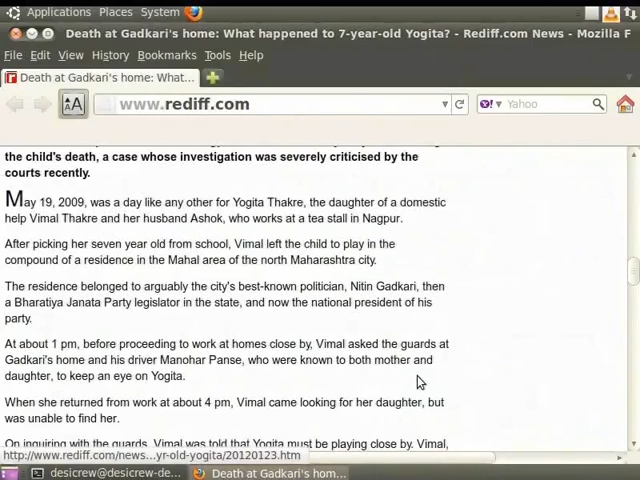 Applications Places System
Death at Gadkari's home: What happened to 7-year-old Yogita? - Rediff.com News - Mozilla F
File Edit View History Bookmarks Tools Help
Death at Gadkari's home: What...
www.rediff.com
Yahoo
the child's death, a case whose investigation was severely criticised by the
courts recently.
May 19, 2009, was a day like any other for Yogita Thakre, the daughter of a domestic
help Vimal Thakre and her husband Ashok, who works at a tea stall in Nagpur.
After picking her seven year old from school, Vimal left the child to play in the
compound of a residence in the Mahal area of the north Maharashtra city.
The residence belonged to arguably the city's best-known politician, Nitin Gadkari, then
a Bharatiya Janata Party legislator in the state, and now the national president of his
party.
At about 1 pm, before proceeding to work at homes close by, Vimal asked the guards at
Gadkari's home and his driver Manohar Panse, who were known to both mother and
daughter, to keep an eye on Yogita.
When she returned from work at about 4 pm, Vimal came looking for her daughter, but
was unable to find her.
On inquiring with the guards, Vimal was told that Yogita must be playing close by. Vimal,
http://www.rediff.com/news...yr-old-yogita/20120123.htm
desicrew@desicrew-de...
Death at Gadkari's hom...